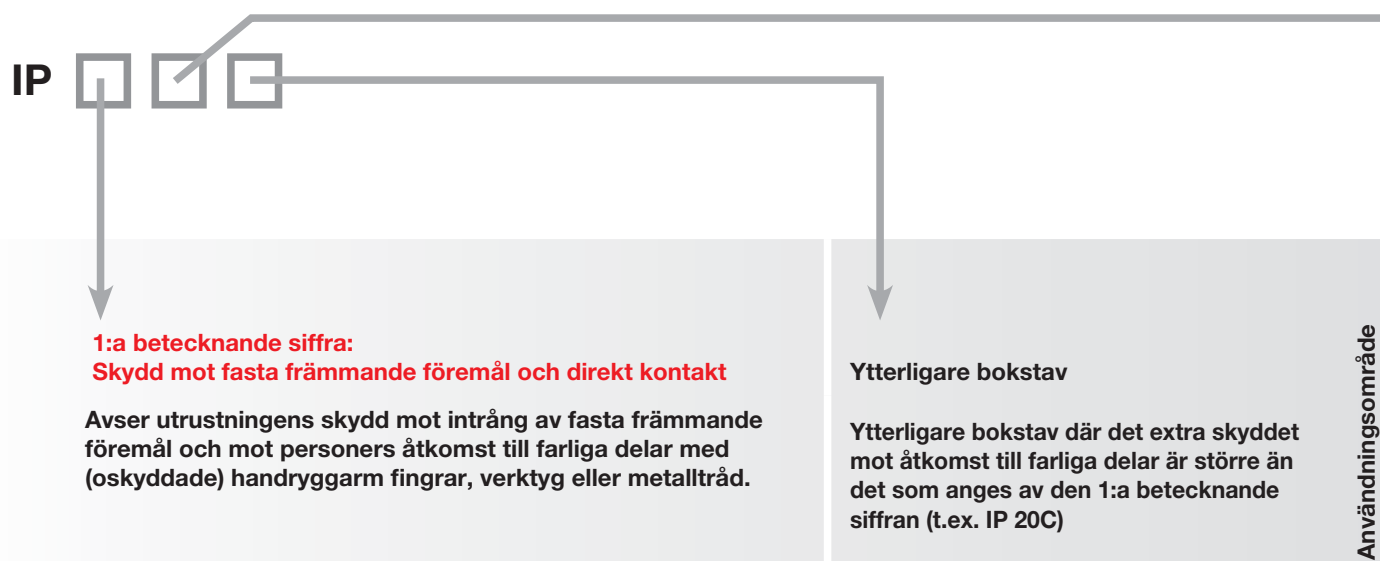 IP
1:a betecknande siffra:
Skydd mot fasta främmande föremål och direkt kontakt
Avser utrustningens skydd mot intrång av fasta främmande
föremål och mot personers åtkomst till farliga delar med
(oskyddade) handryggarm fingrar, verktyg eller metalltråd.
Ytterligare bokstav
Ytterligare bokstav där det extra skyddet
mot åtkomst till farliga delar är större än
det som anges av den 1:a betecknande
siffran (t.ex. IP 20C)
Användningsområde